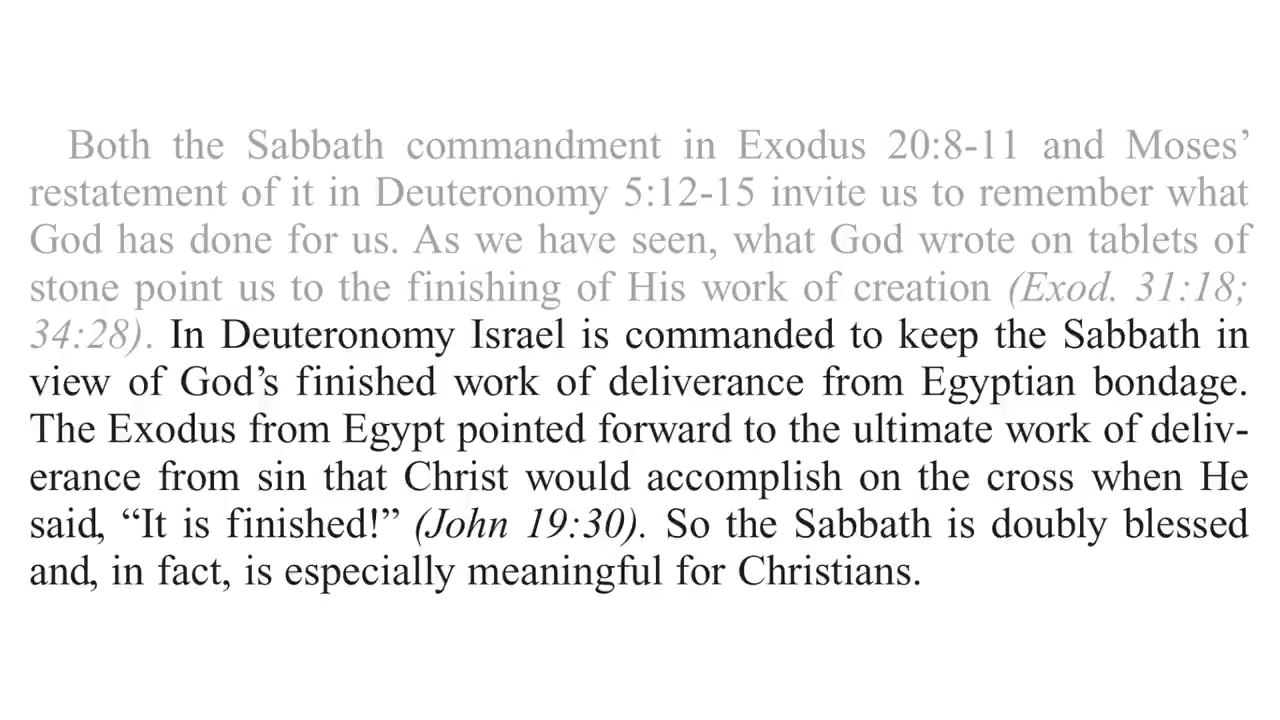 Both the Sabbath commandment in Exodus 20:8-11 and Moses’
restatement of it in Deuteronomy 5:12-15 invite us to remember what
God has done for us. As we have seen, what God wrote on tablets of
stone point us to the finishing of His work of creation (Exod. 31:18;
34:28). In Deuteronomy Israel is commanded to keep the Sabbath in
view of God’s finished work of deliverance from Egyptian bondage.
The Exodus from Egypt pointed forward to the ultimate work of deliv-
erance from sin that Christ would accomplish on the cross when He
said, “It is finished!” (John 19:30). So the Sabbath is doubly blessed
and, in fact, is especially meaningful for Christians.